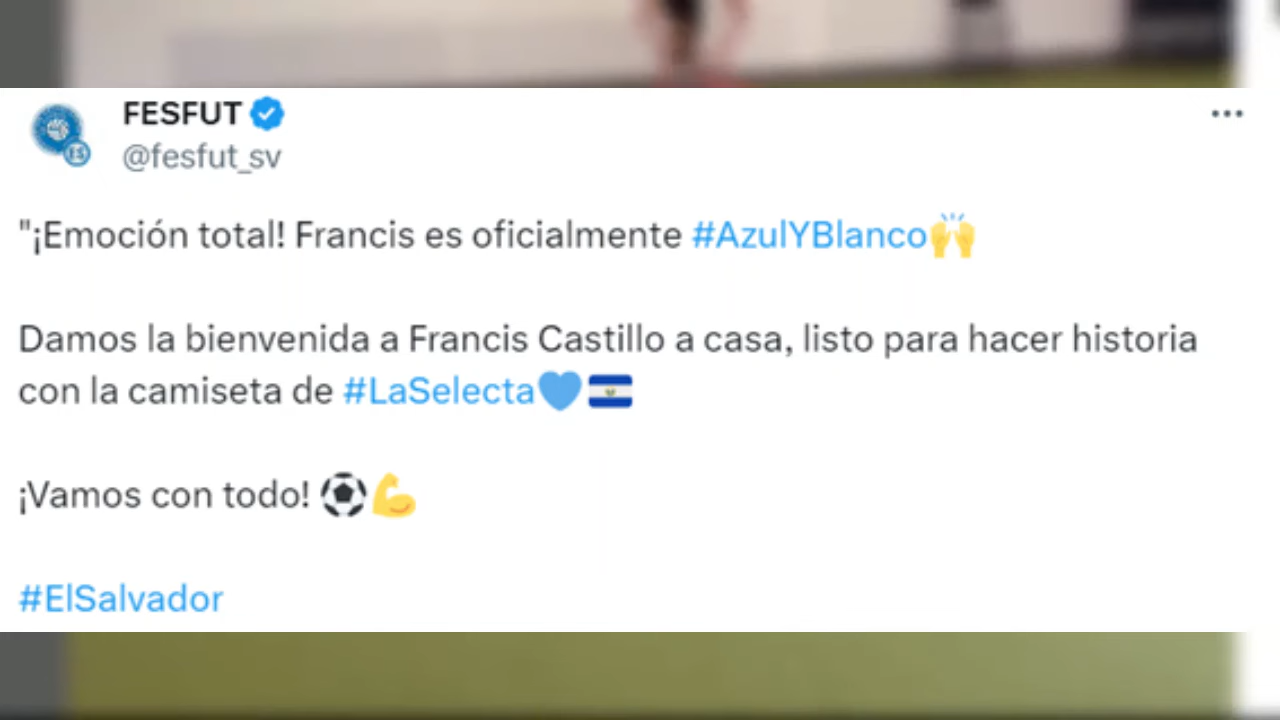 FESFUT
@fesfut_sv
"¡Emoción total! Francis es oficialmente #AzulYBlanco🙌
Damos la bienvenida a Francis Castillo a casa, listo para hacer historia
con la camiseta de #LaSelecta💙🇸🇻
¡Vamos con todo! ⚽💪
#ElSalvador